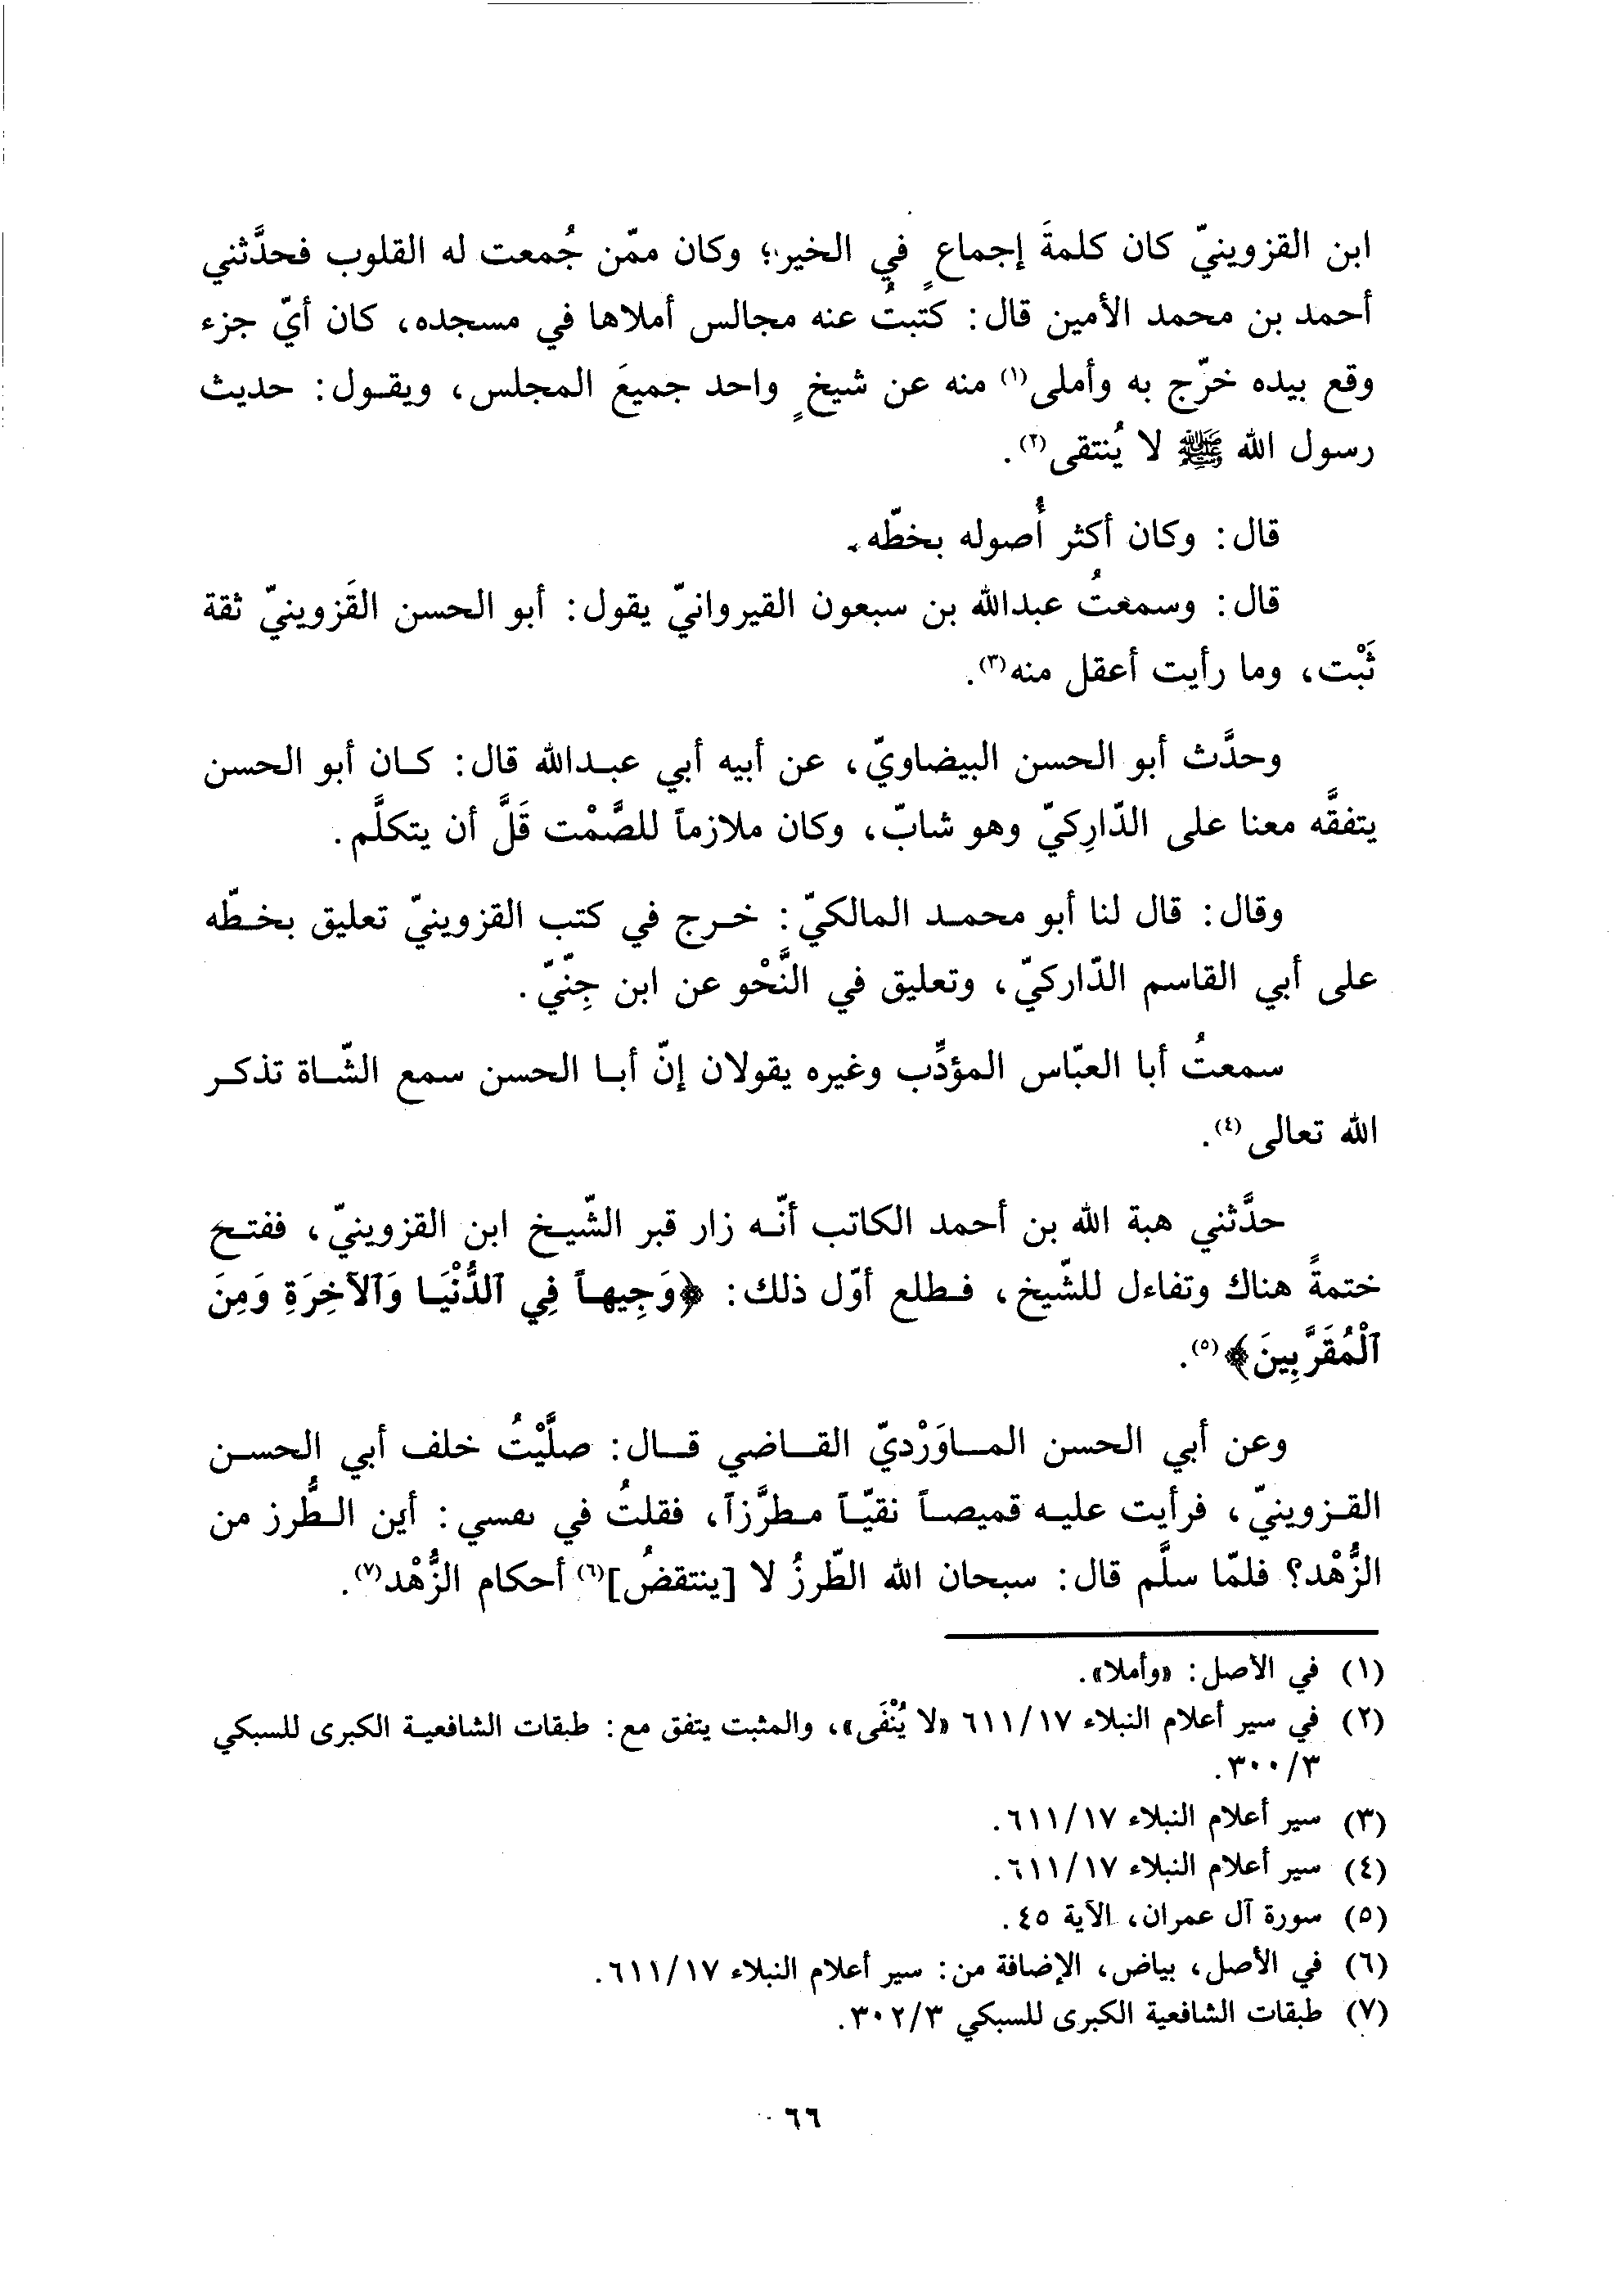 ابن القزوينيّ كان كلمةَ إجماعٍ في الخير؛ وكان ممّن جُمعت له القلوب فحدَّثني
أحمد بن محمد الأمين قال: كتبتُ عنه مجالس أملاها في مسجده، كان أيّ جزء
وقع بيده خرّج به وأملى(١) منه عن شيخٍ واحد جميعَ المجلس، ويقول: حديث
رسول الله ﷺ لا يُنتقى(٢).
قال: وكان أكثر أُصوله بخطّه.
قال: وسمعتُ عبدالله بن سبعون القيروانيّ يقول: أبو الحسن القَزوينيّ ثقة
ثَبْت، وما رأيت أعقل منه(٣).
وحدَّث أبو الحسن البيضاويّ، عن أبيه أبي عبدالله قال: كان أبو الحسن
يتفقَّه معنا على الدّارِكيّ وهو شابّ، وكان ملازماً للصَّمْت قَلَّ أن يتكلَّم.
وقال: قال لنا أبو محمد المالكيّ: خرج في كتب القزوينيّ تعليق بخطّه
على أبي القاسم الدّاركيّ، وتعليق في النَّحْو عن ابن جِنّيّ.
سمعتُ أبا العبّاس المؤدِّب وغيره يقولان إنّ أبا الحسن سمع الشّاة تذكر
الله تعالى(٤).
حدَّثني هبة الله بن أحمد الكاتب أنّه زار قبر الشّيخ ابن القزوينيّ، ففتح
ختمةً هناك وتفاءل للشّيخ، فطلع أوّل ذلك: ﴿وَجِيهاً فِي ٱلدُّنْيَا وَٱلآخِرَةِ وَمِنَ
ٱلْمُقَرَّبِينَ﴾(٥).
وعن أبي الحسن الماوَرْديّ القاضي قال: صلَّيْتُ خلف أبي الحسن
القزوينيّ، فرأيت عليه قميصاً نقيّاً مطرَّزاً، فقلتُ في نفسي: أين الطُّرز من
الزُّهْد؟ فلمّا سلَّم قال: سبحان الله الطّرزُ لا [ينتقضُ](٦) أحكام الزُّهْد(٧).
(١) في الأصل: «وأملا».
(٢) في سير أعلام النبلاء ٦١١/١٧ «لا يُنْفَى»، والمثبت يتفق مع: طبقات الشافعية الكبرى للسبكي
٣٠٠/٣.
(٣) سير أعلام النبلاء ٦١١/١٧.
(٤) سير أعلام النبلاء ٦١١/١٧.
(٥) سورة آل عمران، الآية ٤٥.
(٦) في الأصل، بياض، الإضافة من: سير أعلام النبلاء ٦١١/١٧.
(٧) طبقات الشافعية الكبرى للسبكي ٣٠٢/٣.
٦٦